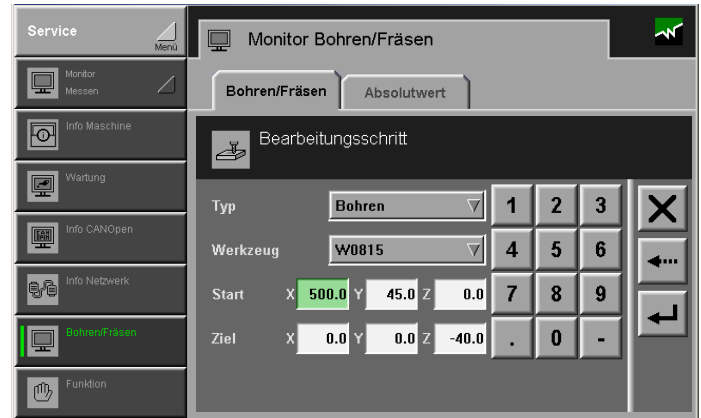 Service
Menü
Monitor Bohren/Fräsen
Monitor
Messen
Info Maschine
Wartung
Info CANOpen
Info Netzwerk
Bohren/Fräsen
Funktion
Bohren/Fräsen Absolutwert
Bearbeitungsschritt
Typ Bohren
Werkzeug W0815
Start X 500.0 Y 45.0 Z 0.0
Ziel X 0.0 Y 0.0 Z -40.0
1 2 3
4 5 6
7 8 9
. 0 -